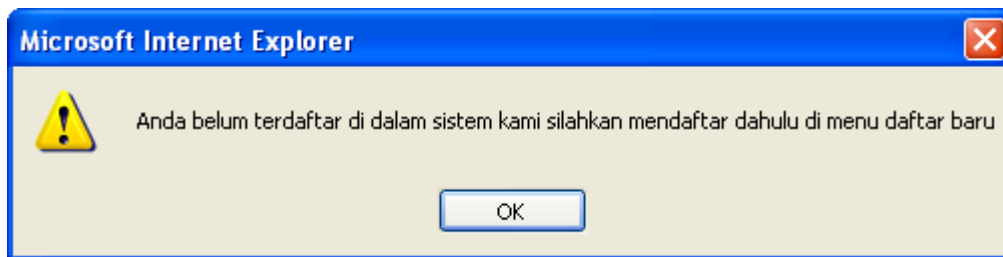 Microsoft Internet Explorer
Anda belum terdaftar di dalam sistem kami silahkan mendaftar dahulu di menu daftar baru
OK